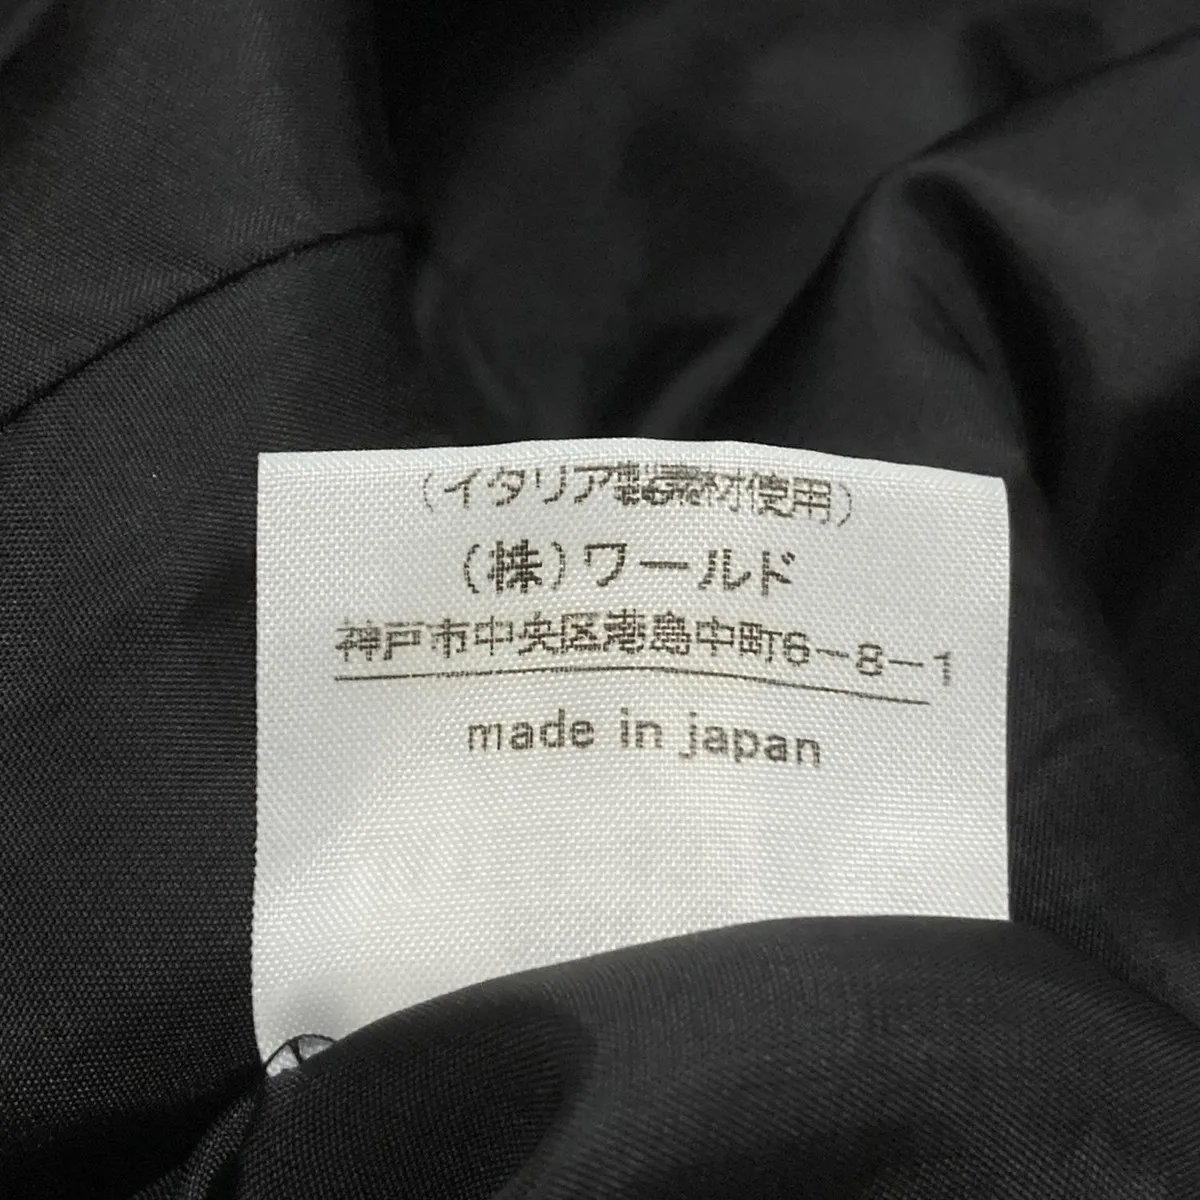 (イタリア製素材使用)
(株)ワールド
神戸市中央区港島中町6-8-1
made in japan